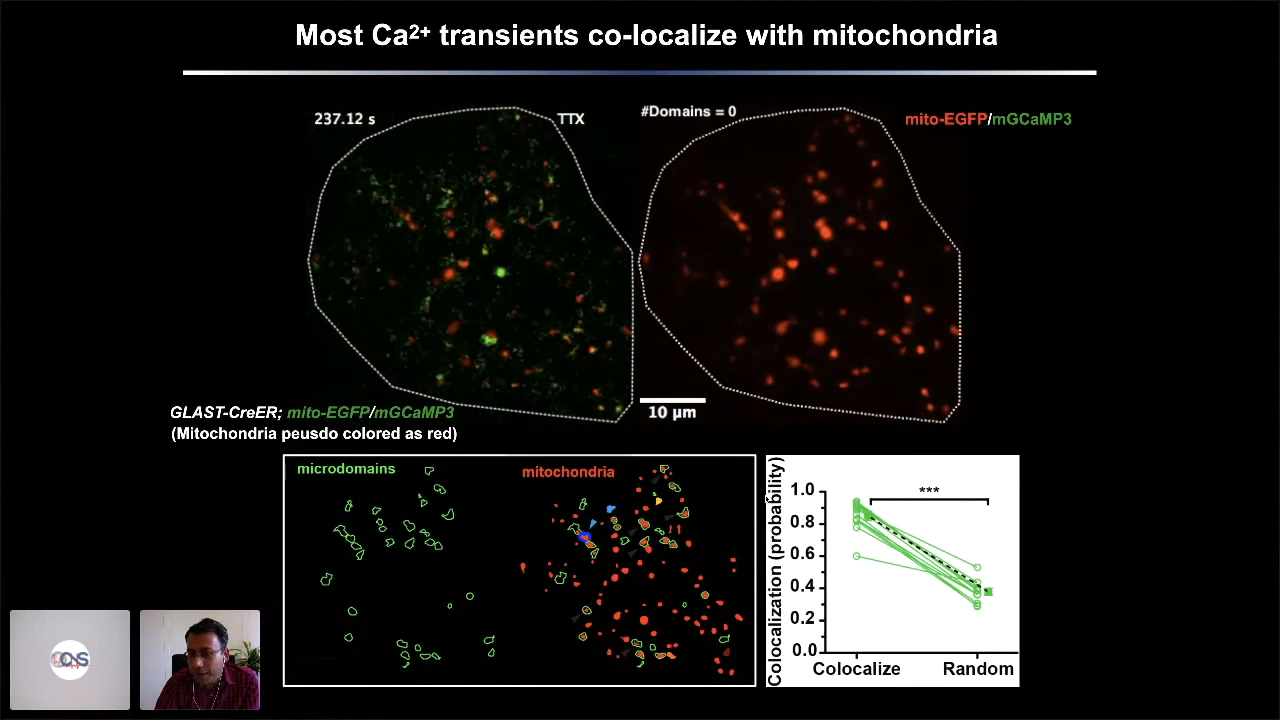 Most Ca²⁺ transients co-localize with mitochondria
237.12 s
TTX
#Domains = 0
mito-EGFP/mGCaMP3
10 µm
GLAST-CreER; mito-EGFP/mGCaMP3
(Mitochondria peusdo colored as red)
microdomains
mitochondria
Colocalization (probability)
***
1.0
0.8
0.6
0.4
0.2
0.0
Colocalize
Random